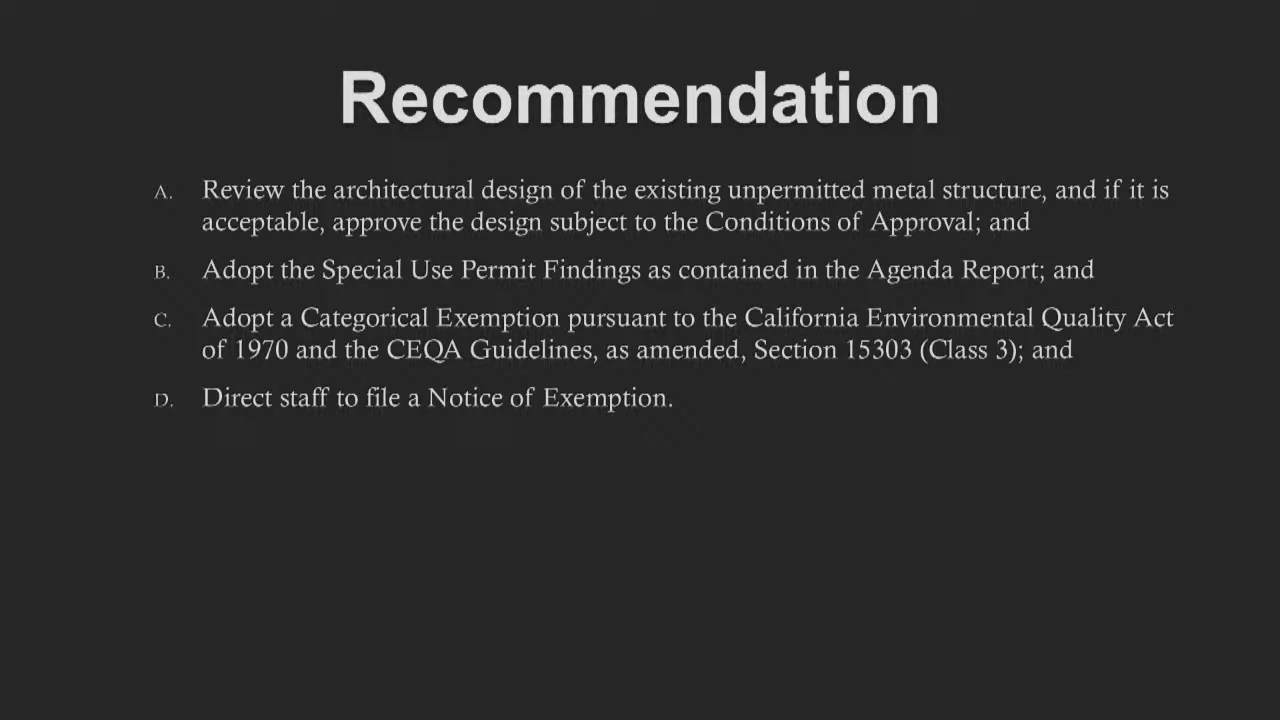 Recommendation
A. Review the architectural design of the existing unpermitted metal structure, and if it is
acceptable, approve the design subject to the Conditions of Approval; and
B. Adopt the Special Use Permit Findings as contained in the Agenda Report; and
C. Adopt a Categorical Exemption pursuant to the California Environmental Quality Act
of 1970 and the CEQA Guidelines, as amended, Section 15303 (Class 3); and
D. Direct staff to file a Notice of Exemption.